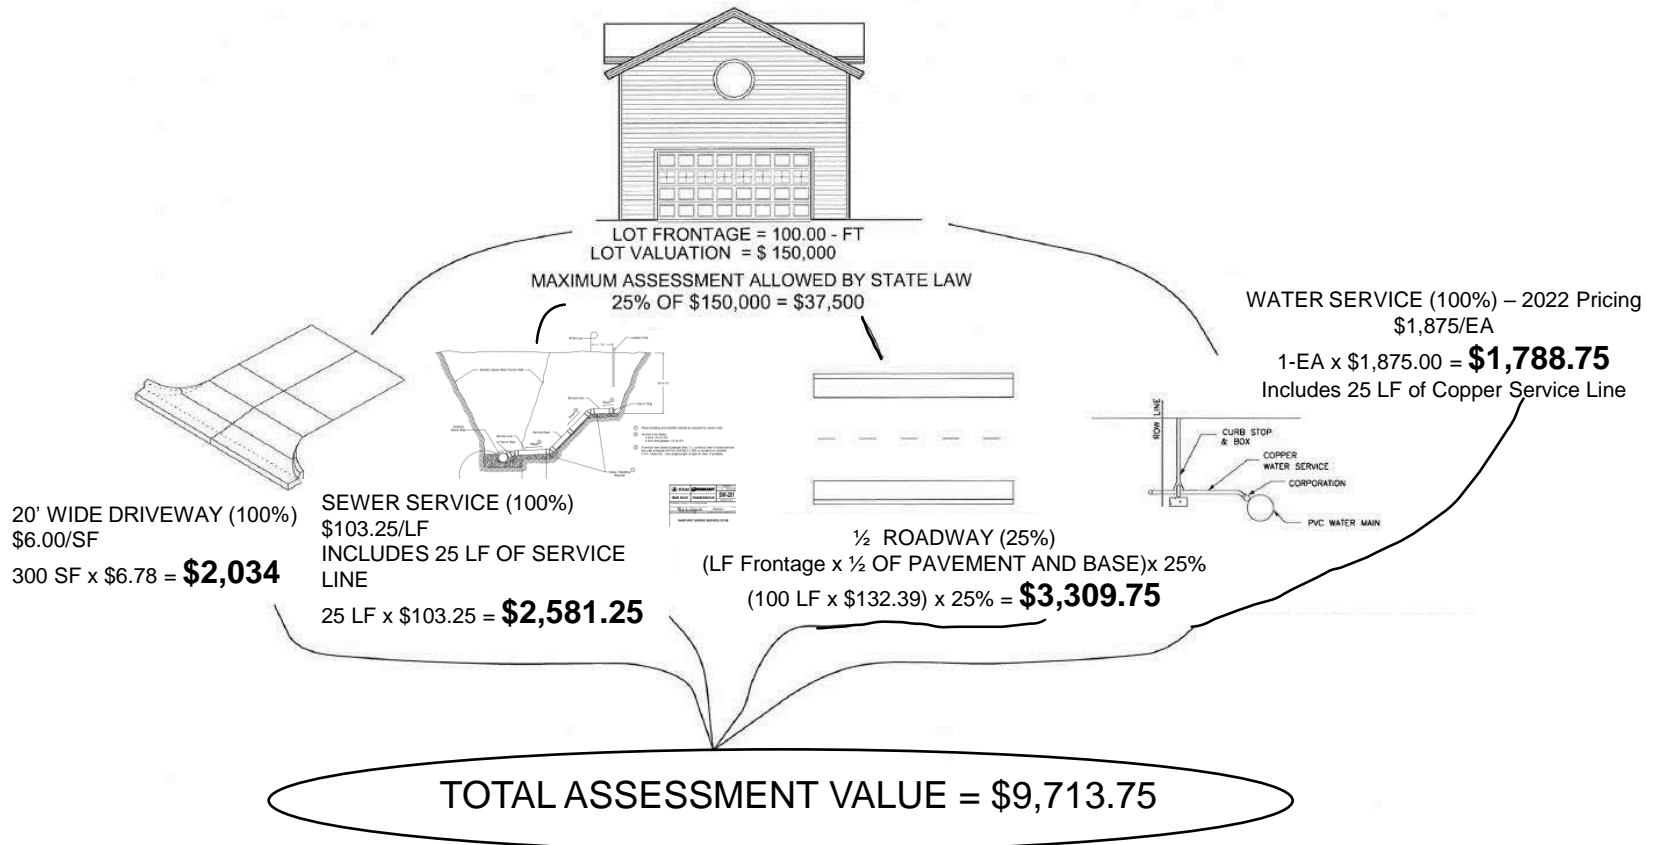 LOT FRONTAGE = 100.00 - FT
LOT VALUATION = $ 150,000
MAXIMUM ASSESSMENT ALLOWED BY STATE LAW
25% OF $150,000 = $37,500
20' WIDE DRIVEWAY (100%)
$6.00/SF
300 SF x $6.78 = $2,034
SEWER SERVICE (100%)
$103.25/LF
INCLUDES 25 LF OF SERVICE
LINE
25 LF x $103.25 = $2,581.25
½ ROADWAY (25%)
(LF Frontage x ½ OF PAVEMENT AND BASE)x 25%
(100 LF x $132.39) x 25% = $3,309.75
WATER SERVICE (100%) – 2022 Pricing
$1,875/EA
1-EA x $1,875.00 = $1,788.75
Includes 25 LF of Copper Service Line
ROW LINE
CURB STOP
& BOX
COPPER
WATER SERVICE
CORPORATION
PVC WATER MAIN
SW-201
SANITARY SEWER SERVICE STUB
TOTAL ASSESSMENT VALUE = $9,713.75